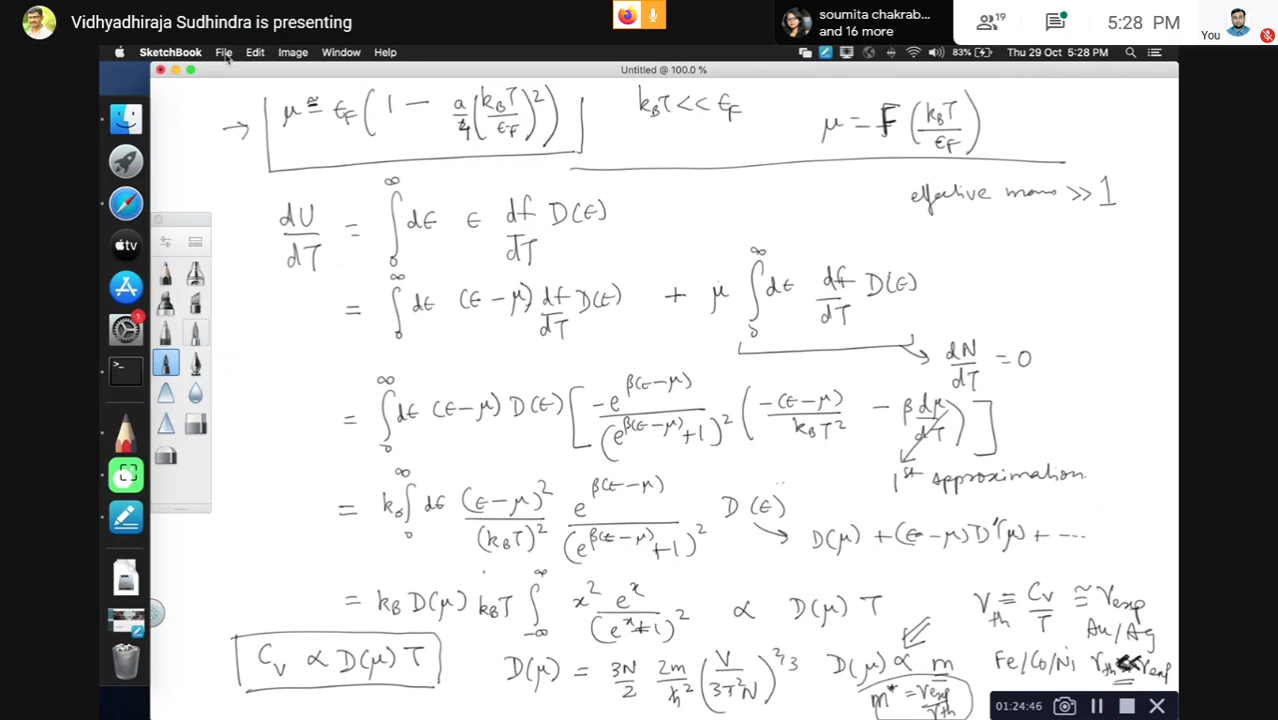 Vidhyadhiraja Sudhindra is presenting
soumita chakrab...
and 16 more
19
5:28 PM
You
SketchBook File Edit Image Window Help
83% Thu 29 Oct 5:28 PM
Untitled @ 100.0 %
→ μ ≅ ϵF (1 − a/4 (kBT/ϵF)²) kBT << ϵF μ = F (kBT/ϵF)
effective mass >> 1
dU/dT = ∫₀^∞ dϵ ϵ df/dT D(ϵ)
= ∫₀^∞ dϵ (ϵ−μ) df/dT D(ϵ) + μ ∫₀^∞ dϵ df/dT D(ϵ)
→ dN/dT = 0
= ∫₀^∞ dϵ (ϵ−μ) D(ϵ) [ −e^β(ϵ−μ) / (e^β(ϵ−μ) + 1)² ( −(ϵ−μ)/kBT² − β dμ/dT ) ]
1st approximation
= kB ∫₀^∞ dϵ (ϵ−μ)²/(kBT)² e^β(ϵ−μ) / (e^β(ϵ−μ) + 1)² D(ϵ)
→ D(μ) + (ϵ−μ) D'(μ) + ....
= kB D(μ) kBT ∫₋∞^∞ x² e^x/(e^x+1)² ∝ D(μ) T
γth = Cv/T ≅ γexp
Au/Ag
Cv ∝ D(μ) T
D(μ) = 3N/2 2m/ħ² (V/3π²N)^2/3 D(μ) ∝ m
Fe/Co/Ni γth << γexp
m* = γexp/γth
01:24:46